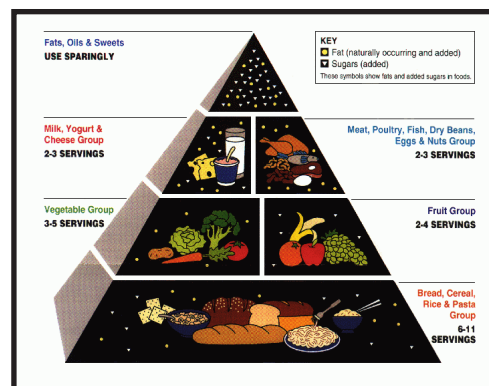 Fats, Oils & Sweets
USE SPARINGLY
KEY
Fat (naturally occurring and added)
Sugars (added)
These symbols show fats and added sugars in foods.
Milk, Yogurt &
Cheese Group
2-3 SERVINGS
Meat, Poultry, Fish, Dry Beans,
Eggs & Nuts Group
2-3 SERVINGS
Vegetable Group
3-5 SERVINGS
Fruit Group
2-4 SERVINGS
Bread, Cereal,
Rice & Pasta
Group
6-11
SERVINGS